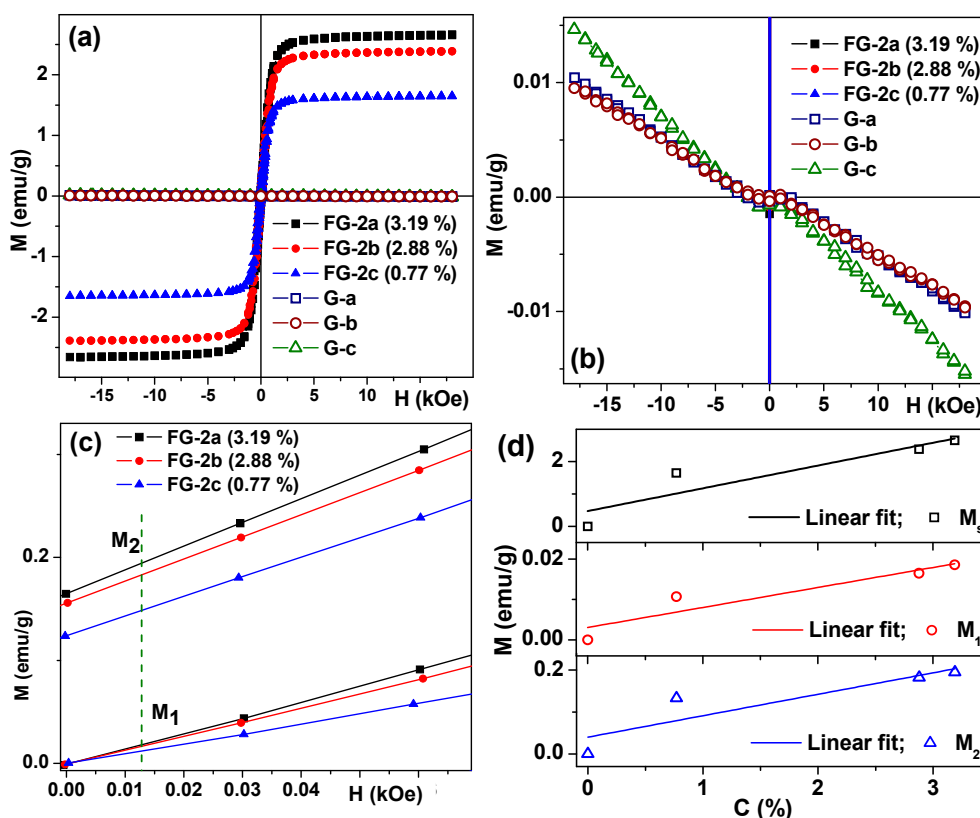 (a)
M (emu/g)
2
1
0
-1
-2
FG-2a (3.19 %)
FG-2b (2.88 %)
FG-2c (0.77 %)
G-a
G-b
G-c
-15 -10 -5 0 5 10 15
H (kOe)
(b)
M (emu/g)
0.01
0.00
-0.01
FG-2a (3.19 %)
FG-2b (2.88 %)
FG-2c (0.77 %)
G-a
G-b
G-c
-15 -10 -5 0 5 10 15
H (kOe)
(c)
M (emu/g)
0.2
0.0
FG-2a (3.19 %)
FG-2b (2.88 %)
FG-2c (0.77 %)
M2
M1
0.00 0.01 0.02 0.03 0.04
H (kOe)
(d)
M (emu/g)
2
0
Linear fit; Ms
0.02
0.00
Linear fit; M1
0.2
0.0
Linear fit; M2
0 1 2 3
C (%)